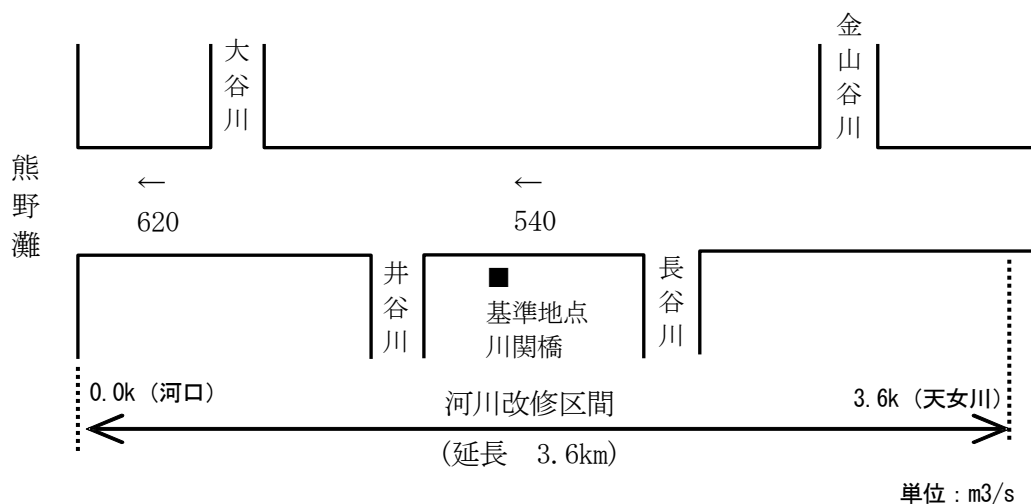 大谷川
金山谷川
熊野灘
←
620
←
540
井谷川
■
基準地点
川関橋
長谷川
0.0k（河口）
河川改修区間
3.6k（天女川）
(延長　3.6km)
単位：m3/s